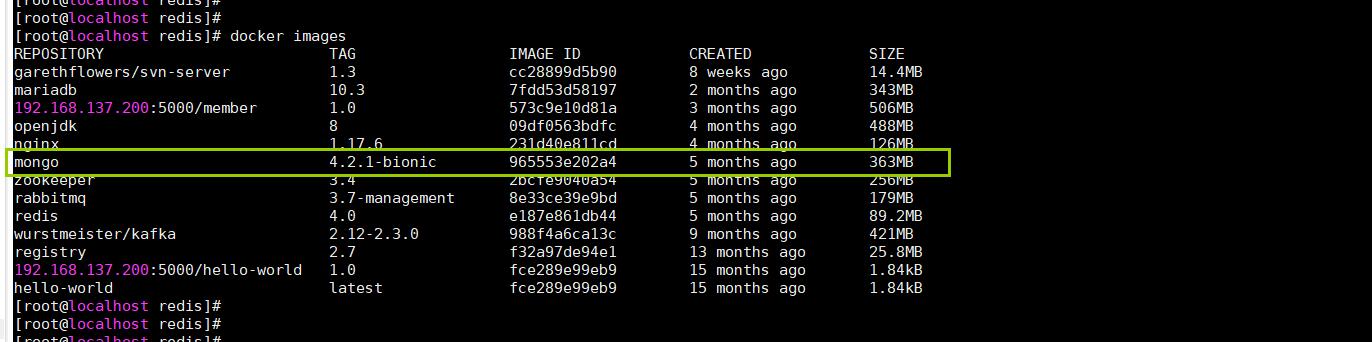 [root@localhost redis]#
[root@localhost redis]#
[root@localhost redis]# docker images
REPOSITORY TAG IMAGE ID CREATED SIZE
garethflowers/svn-server 1.3 cc28899d5b90 8 weeks ago 14.4MB
mariadb 10.3 7fdd53d58197 2 months ago 343MB
192.168.137.200:5000/member 1.0 573c9e10d81a 3 months ago 506MB
openjdk 8 09df0563bdfc 4 months ago 488MB
nginx 1.17.6 231d40e811cd 4 months ago 126MB
mongo 4.2.1-bionic 965553e202a4 5 months ago 363MB
zookeeper 3.4 2bcfe9040a54 5 months ago 256MB
rabbitmq 3.7-management 8e33ce39e9bd 5 months ago 179MB
redis 4.0 e187e861db44 5 months ago 89.2MB
wurstmeister/kafka 2.12-2.3.0 988f4a6ca13c 9 months ago 421MB
registry 2.7 f32a97de94e1 13 months ago 25.8MB
192.168.137.200:5000/hello-world 1.0 fce289e99eb9 15 months ago 1.84kB
hello-world latest fce289e99eb9 15 months ago 1.84kB
[root@localhost redis]#
[root@localhost redis]#
[root@localhost redis]#